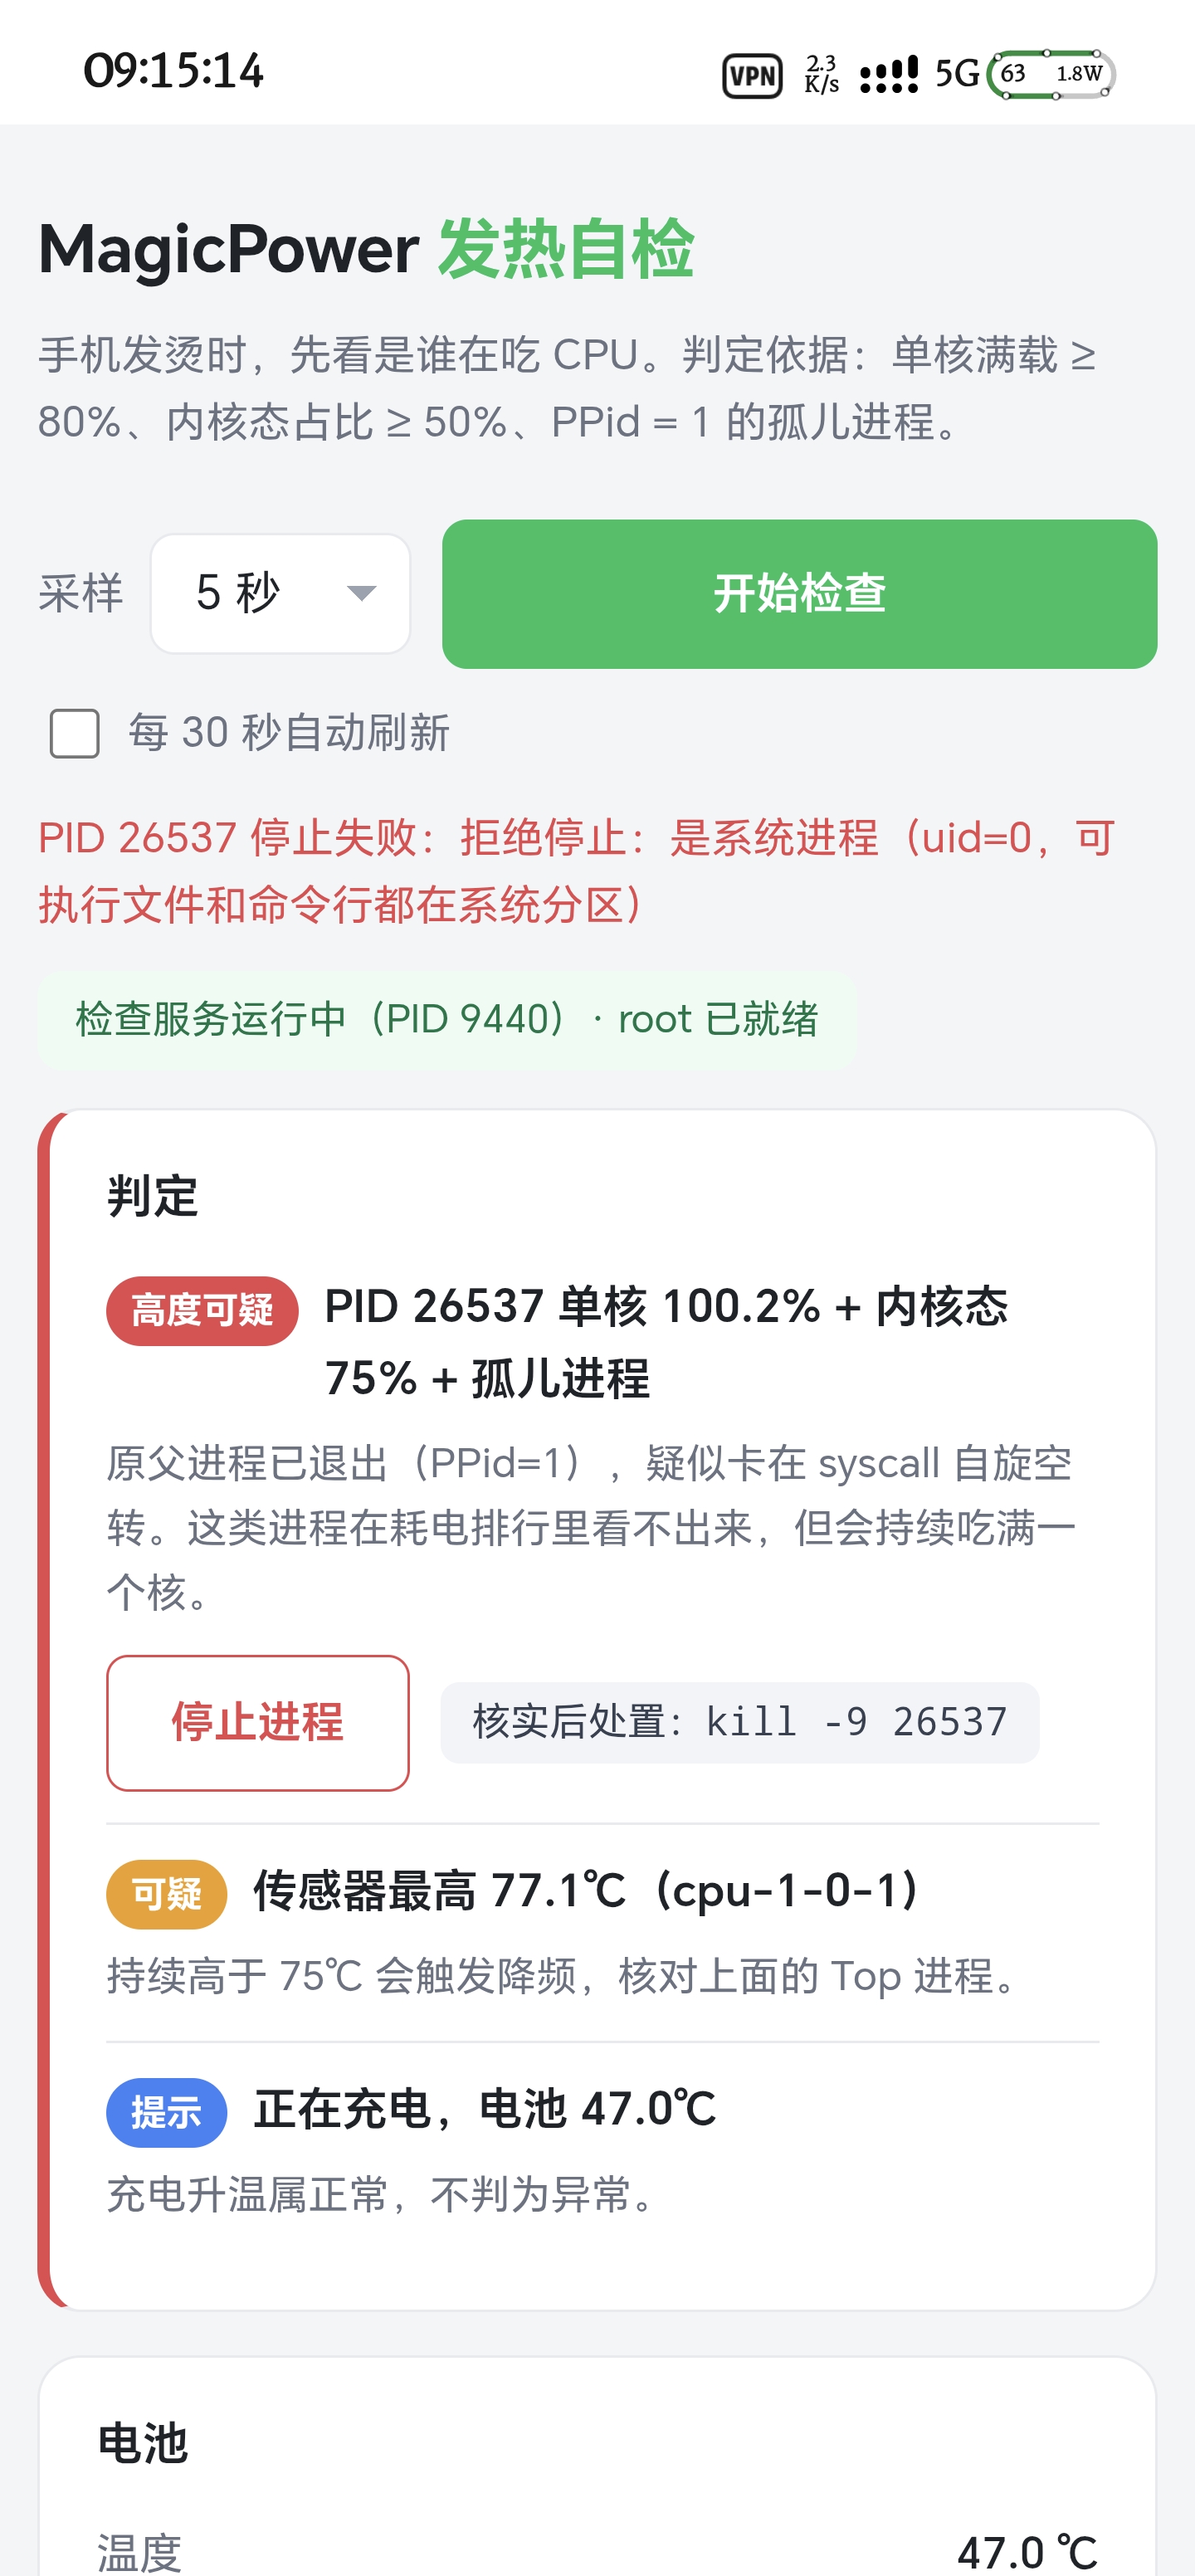 09:15:14
VPN 2.3 K/s 5G 63 1.8W
MagicPower 发热自检
手机发烫时，先看是谁在吃 CPU。判定依据：单核满载 ≥
80%、内核态占比 ≥ 50%、PPid = 1 的孤儿进程。
采样 5 秒 开始检查
每 30 秒自动刷新
PID 26537 停止失败：拒绝停止：是系统进程（uid=0，可
执行文件和命令行都在系统分区）
检查服务运行中（PID 9440） · root 已就绪
判定
高度可疑 PID 26537 单核 100.2% + 内核态
75% + 孤儿进程
原父进程已退出（PPid=1），疑似卡在 syscall 自旋空
转。这类进程在耗电排行里看不出来，但会持续吃满一
个核。
停止进程 核实后处置：kill -9 26537
可疑 传感器最高 77.1℃（cpu-1-0-1）
持续高于 75℃ 会触发降频，核对上面的 Top 进程。
提示 正在充电，电池 47.0℃
充电升温属正常，不判为异常。
电池
温度 47.0 ℃